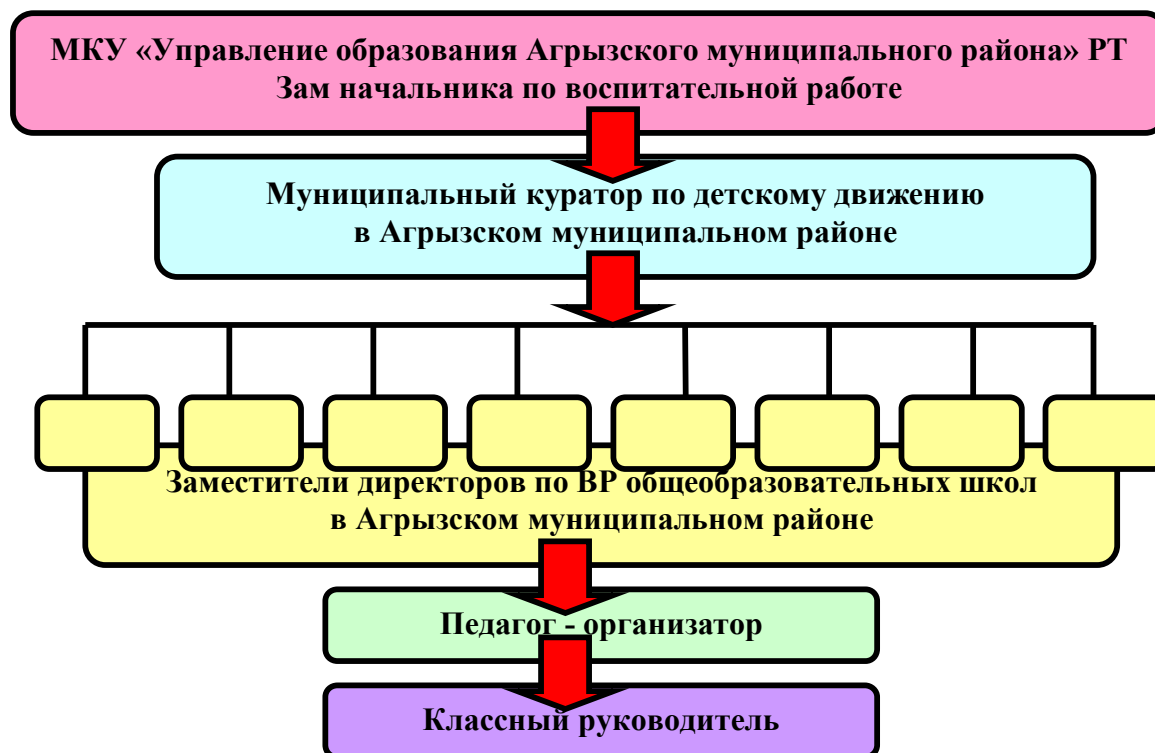 МКУ «Управление образования Агрызского муниципального района» РТ
Зам начальника по воспитательной работе
Муниципальный куратор по детскому движению
в Агрызском муниципальном районе
Заместители директоров по ВР общеобразовательных школ
в Агрызском муниципальном районе
Педагог - организатор
Классный руководитель